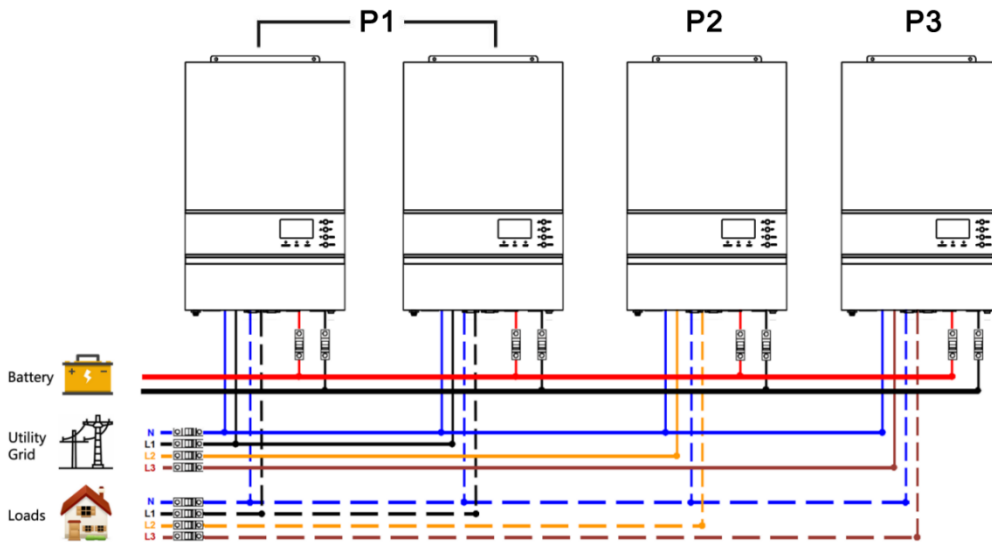 P1
P2
P3
Battery
Utility
Grid
N
L1
L2
L3
Loads
N
L1
L2
L3